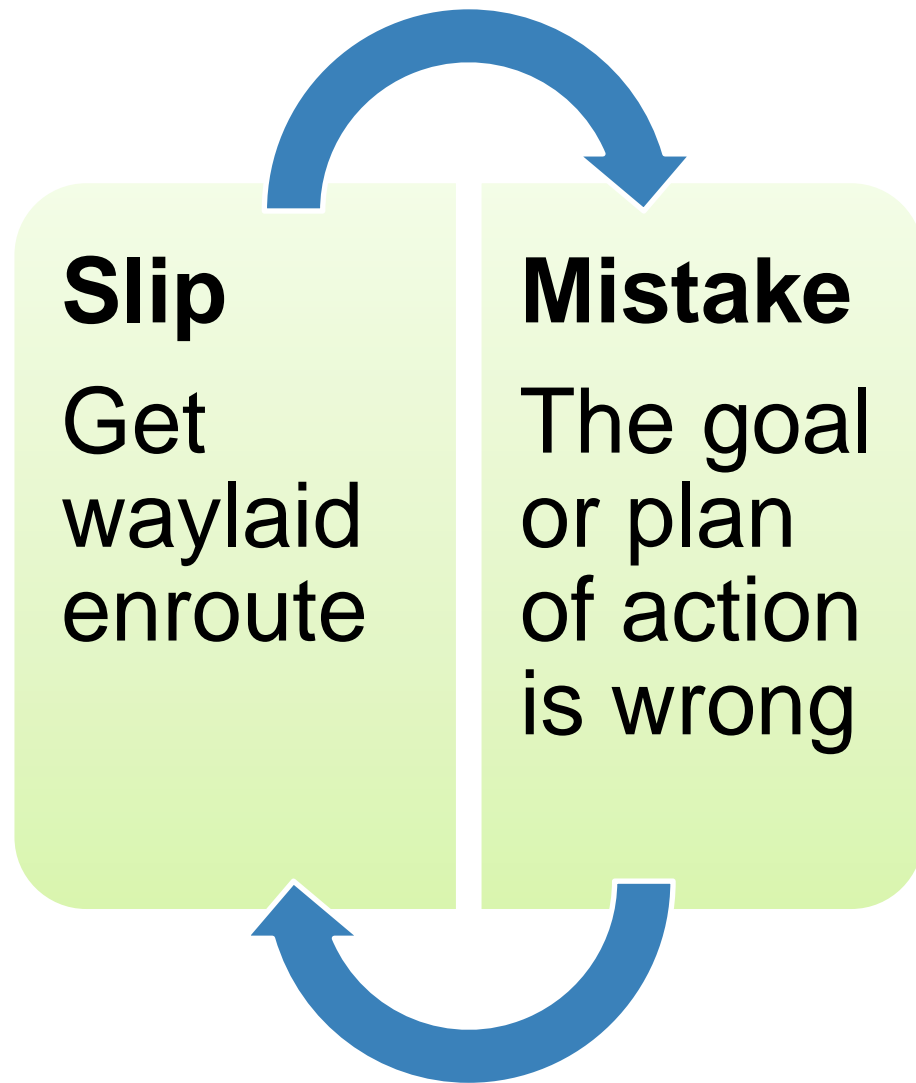 Slip
Get
waylaid
enroute
Mistake
The goal
or plan
of action
is wrong